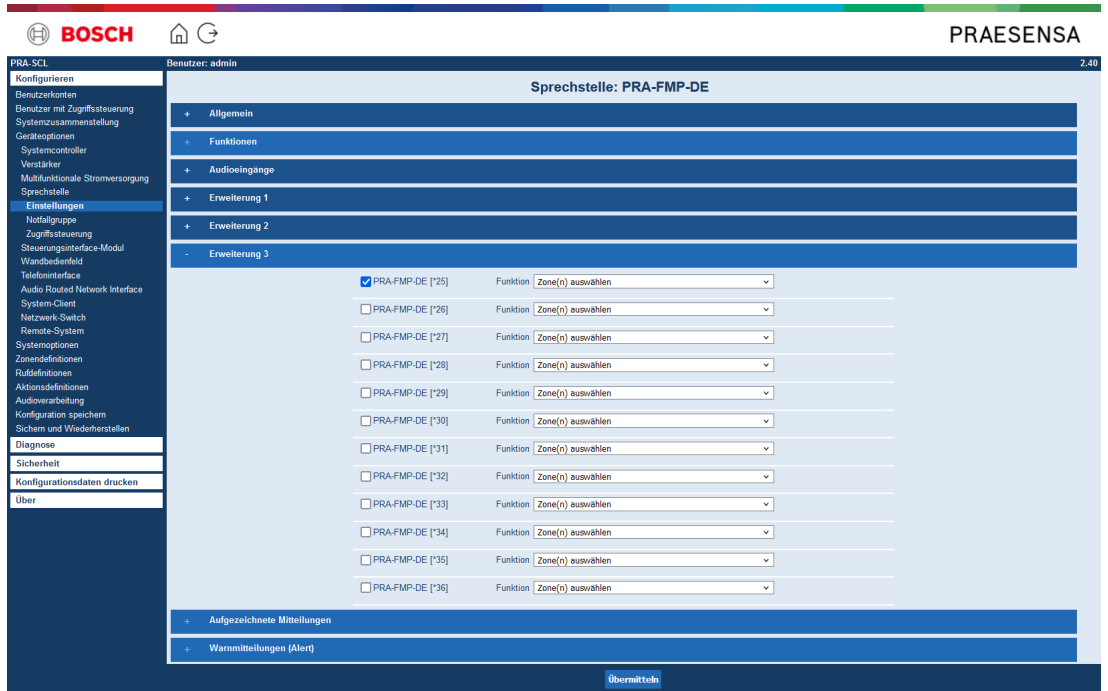 BOSCH
PRAESENSA
PRA-SCL
Benutzer: admin
2.40
Konfigurieren
Benutzerkonten
Benutzer mit Zugriffssteuerung
Systemzusammenstellung
Geräteoptionen
Systemcontroller
Verstärker
Multifunktionale Stromversorgung
Sprechstelle
Einstellungen
Notfallgruppe
Zugriffssteuerung
Steuerungsinterface-Modul
Wandbedienfeld
Telefoninterface
Audio Routed Network Interface
System-Client
Netzwerk-Switch
Remote-System
Systemoptionen
Zonendefinitionen
Rufdefinitionen
Aktionsdefinitionen
Audioverarbeitung
Konfiguration speichern
Sichern und Wiederherstellen
Diagnose
Sicherheit
Konfigurationsdaten drucken
Über
Sprechstelle: PRA-FMP-DE
+ Allgemein
+ Funktionen
+ Audioeingänge
+ Erweiterung 1
+ Erweiterung 2
- Erweiterung 3
PRA-FMP-DE [*25] Funktion Zone(n) auswählen
PRA-FMP-DE [*26] Funktion Zone(n) auswählen
PRA-FMP-DE [*27] Funktion Zone(n) auswählen
PRA-FMP-DE [*28] Funktion Zone(n) auswählen
PRA-FMP-DE [*29] Funktion Zone(n) auswählen
PRA-FMP-DE [*30] Funktion Zone(n) auswählen
PRA-FMP-DE [*31] Funktion Zone(n) auswählen
PRA-FMP-DE [*32] Funktion Zone(n) auswählen
PRA-FMP-DE [*33] Funktion Zone(n) auswählen
PRA-FMP-DE [*34] Funktion Zone(n) auswählen
PRA-FMP-DE [*35] Funktion Zone(n) auswählen
PRA-FMP-DE [*36] Funktion Zone(n) auswählen
+ Aufgezeichnete Mitteilungen
+ Warnmitteilungen (Alert)
Übermitteln